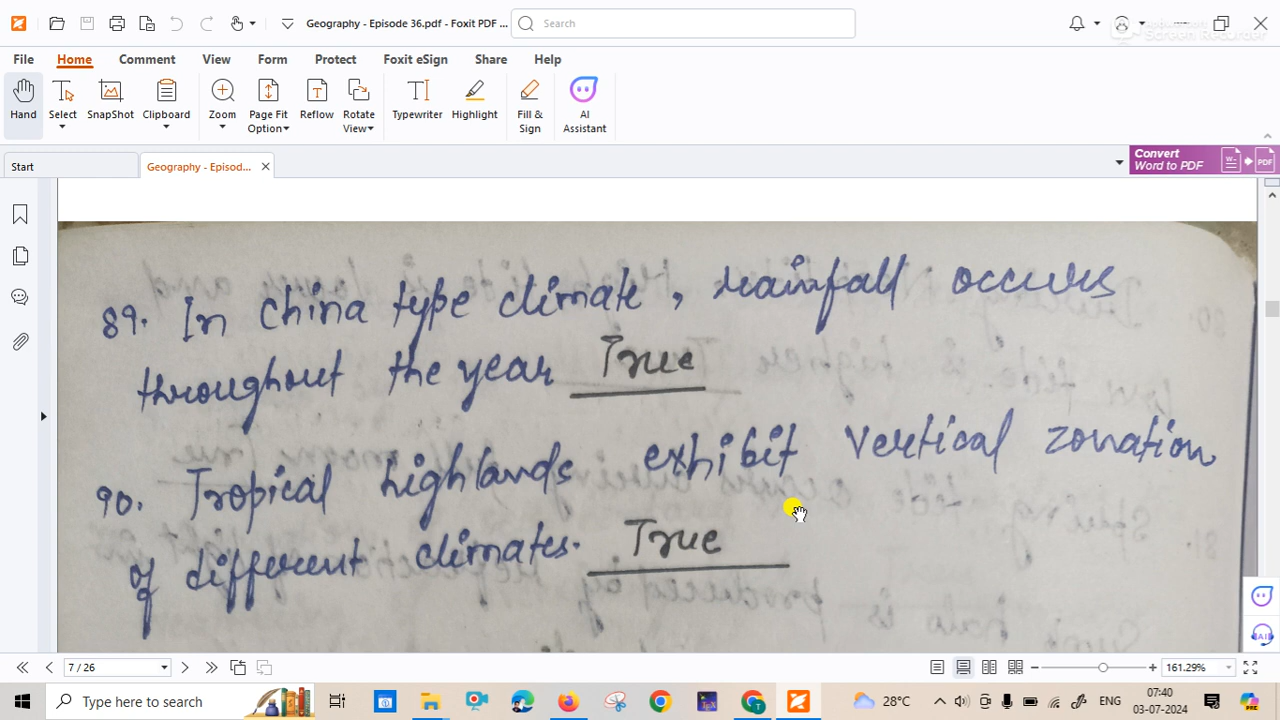 Geography - Episode 36.pdf - Foxit PDF ...
Search
File Home Comment View Form Protect Foxit eSign Share Help
Hand Select SnapShot Clipboard Zoom Page Fit Option Reflow Rotate View Typewriter Highlight Fill & Sign AI Assistant
Start
Geography - Episod...
Convert Word to PDF
89. In China type climate, rainfall occurs
throughout the year True
90. Tropical highlands exhibit vertical zonation
of different climates. True
7 / 26
161.29%
Type here to search
28°C
ENG
07:40
03-07-2024